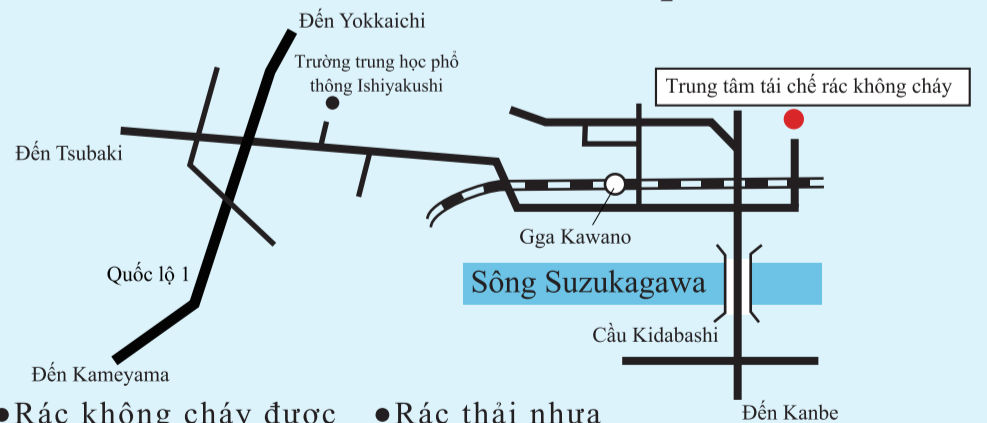 Đến Yokkaichi
Trường trung học phổ
thông Ishiyakushi
Trung tâm tái chế rác không cháy
Đến Tsubaki
Gga Kawano
Quốc lộ 1
Sông Suzukagawa
Cầu Kidabashi
Đến Kameyama
●Rác không cháy được ●Rác thải nhựa
Đến Kanbe